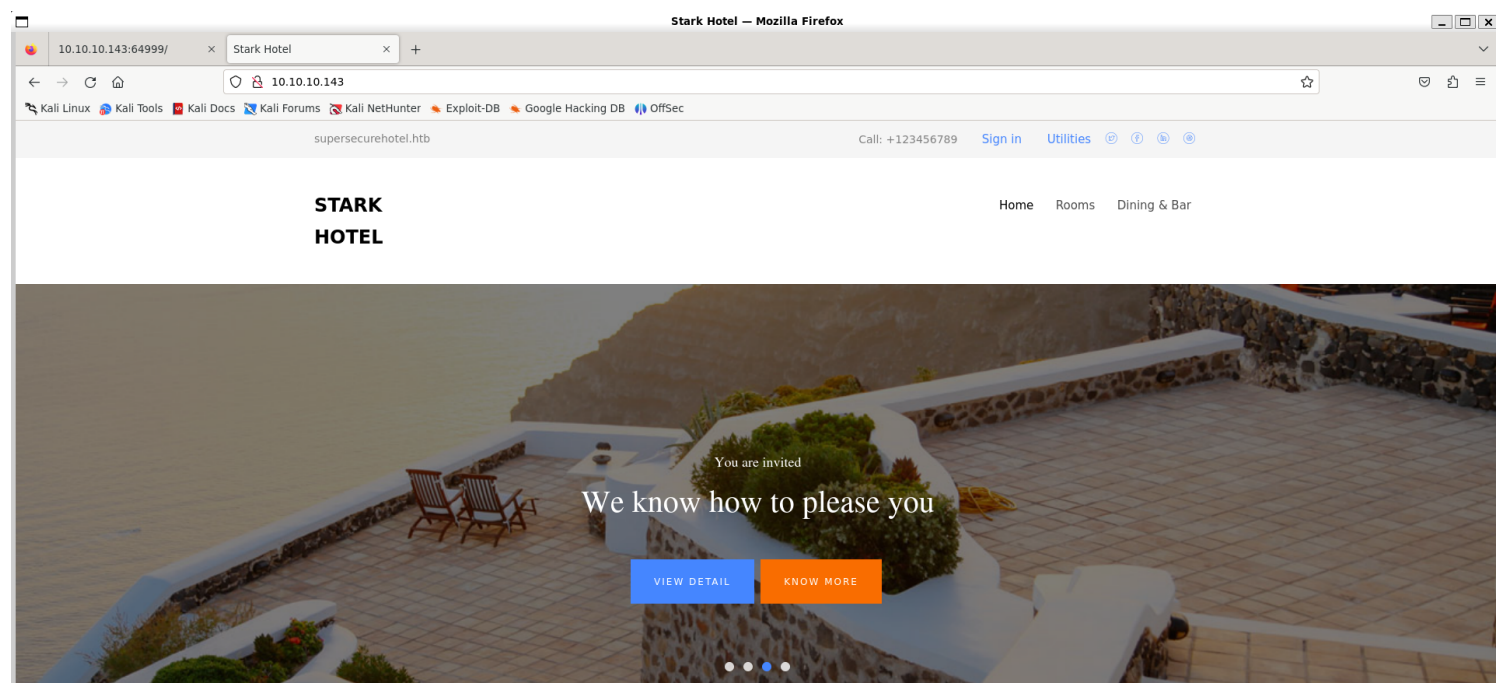 Stark Hotel — Mozilla Firefox
10.10.10.143:64999/ × Stark Hotel × +
10.10.10.143
Kali Linux Kali Tools Kali Docs Kali Forums Kali NetHunter Exploit-DB Google Hacking DB OffSec
supersecurehotel.htb Call: +123456789 Sign in Utilities
STARK
HOTEL
Home Rooms Dining & Bar
You are invited
We know how to please you
VIEW DETAIL KNOW MORE